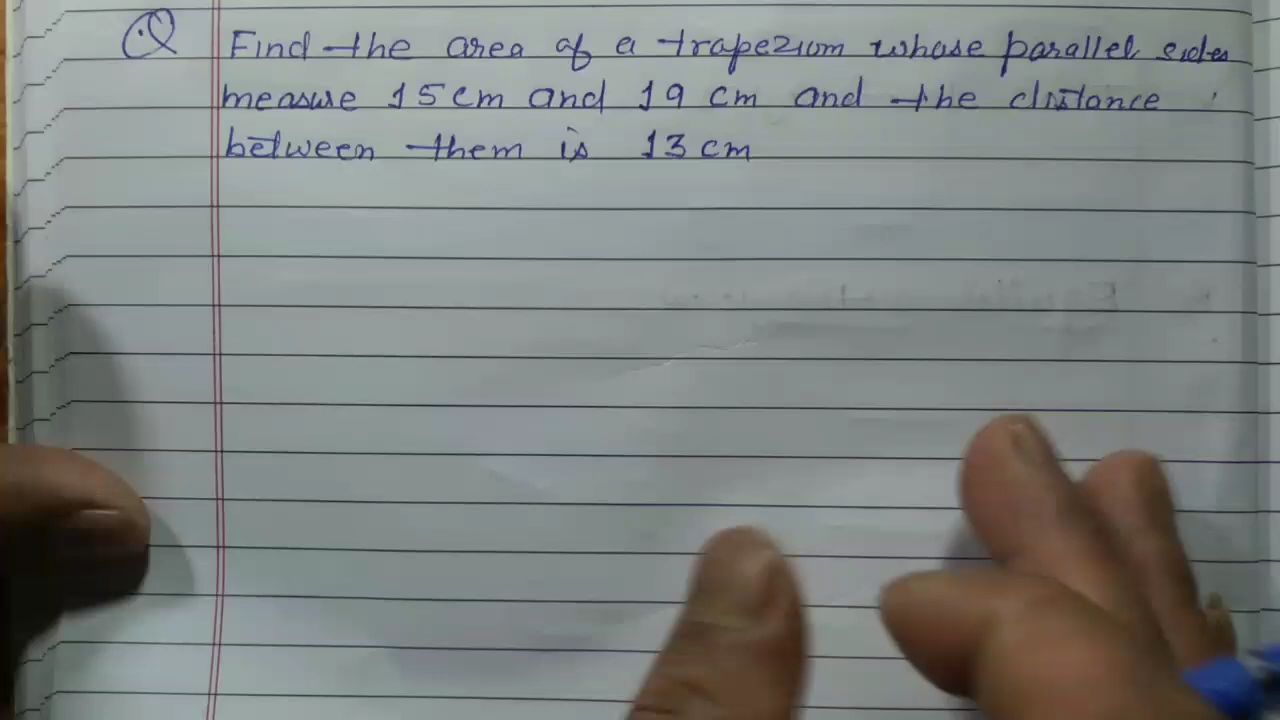 Q Find the area of a trapezium whose parallel sides
measure 15 cm and 19 cm and the distance
between them is 13 cm